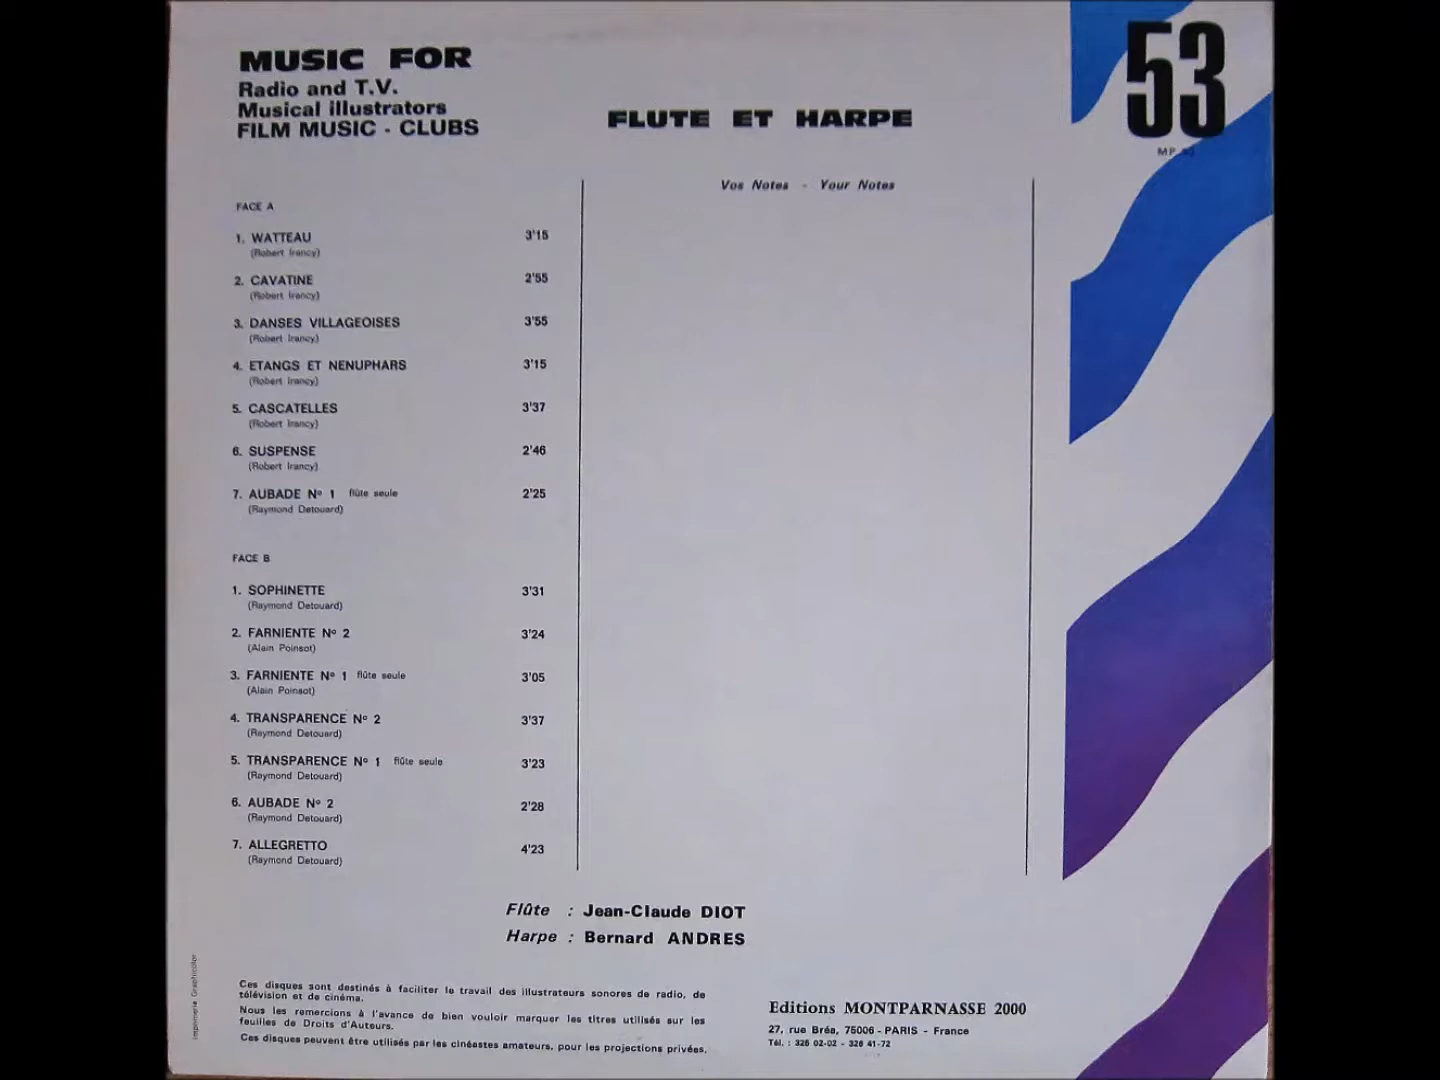 MUSIC FOR
Radio and T.V.
Musical illustrators
FILM MUSIC - CLUBS
FLUTE ET HARPE
53
MP
Vos Notes - Your Notes
FACE A
1. WATTEAU 3'15
(Robert Irancy)
2. CAVATINE 2'55
(Robert Irancy)
3. DANSES VILLAGEOISES 3'55
(Robert Irancy)
4. ETANGS ET NENUPHARS 3'15
(Robert Irancy)
5. CASCATELLES 3'37
(Robert Irancy)
6. SUSPENSE 2'46
(Robert Irancy)
7. AUBADE Nº 1 flûte seule 2'25
(Raymond Detouard)
FACE B
1. SOPHINETTE 3'31
(Raymond Detouard)
2. FARNIENTE Nº 2 3'24
(Alain Poinsot)
3. FARNIENTE Nº 1 flûte seule 3'05
(Alain Poinsot)
4. TRANSPARENCE Nº 2 3'37
(Raymond Detouard)
5. TRANSPARENCE Nº 1 flûte seule 3'23
(Raymond Detouard)
6. AUBADE Nº 2 2'28
(Raymond Detouard)
7. ALLEGRETTO 4'23
(Raymond Detouard)
Flûte : Jean-Claude DIOT
Harpe : Bernard ANDRES
Imprimerie Graphicolor
Ces disques sont destinés à faciliter le travail des illustrateurs sonores de radio, de
télévision et de cinéma.
Nous les remercions à l'avance de bien vouloir marquer les titres utilisés sur les
feuilles de Droits d'Auteurs.
Ces disques peuvent être utilisés par les cinéastes amateurs, pour les projections privées.
Editions MONTPARNASSE 2000
27, rue Bréa, 75006 - PARIS - France
Tél. : 326 02-02 - 326 41-72